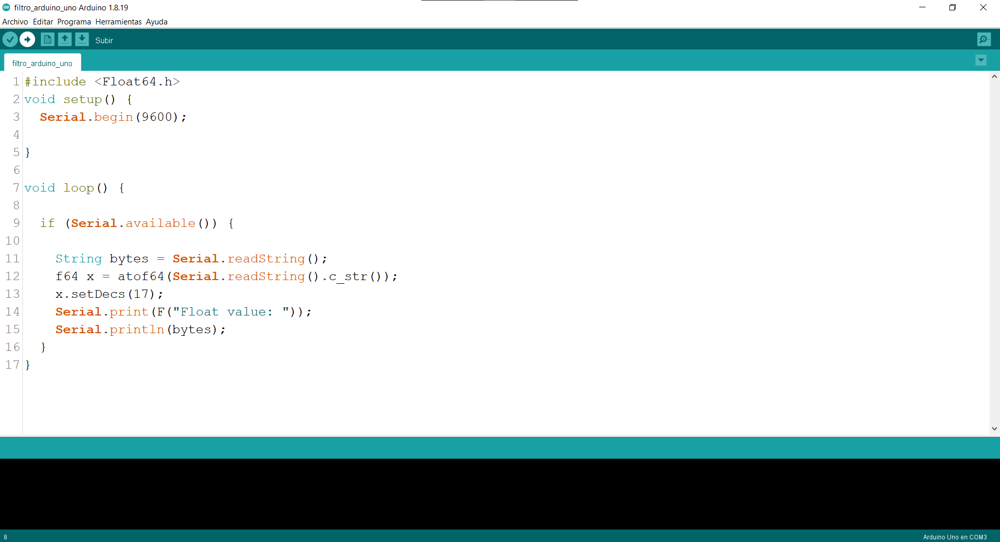 filtro_arduino_uno Arduino 1.8.19
Archivo Editar Programa Herramientas Ayuda
Subir
filtro_arduino_uno
1 #include <Float64.h>
2 void setup() {
3   Serial.begin(9600);
4
5 }
6
7 void loop() {
8
9   if (Serial.available()) {
10
11     String bytes = Serial.readString();
12     f64 x = atof64(Serial.readString().c_str());
13     x.setDecs(17);
14     Serial.print(F("Float value: "));
15     Serial.println(bytes);
16   }
17 }
8
Arduino Uno en COM3